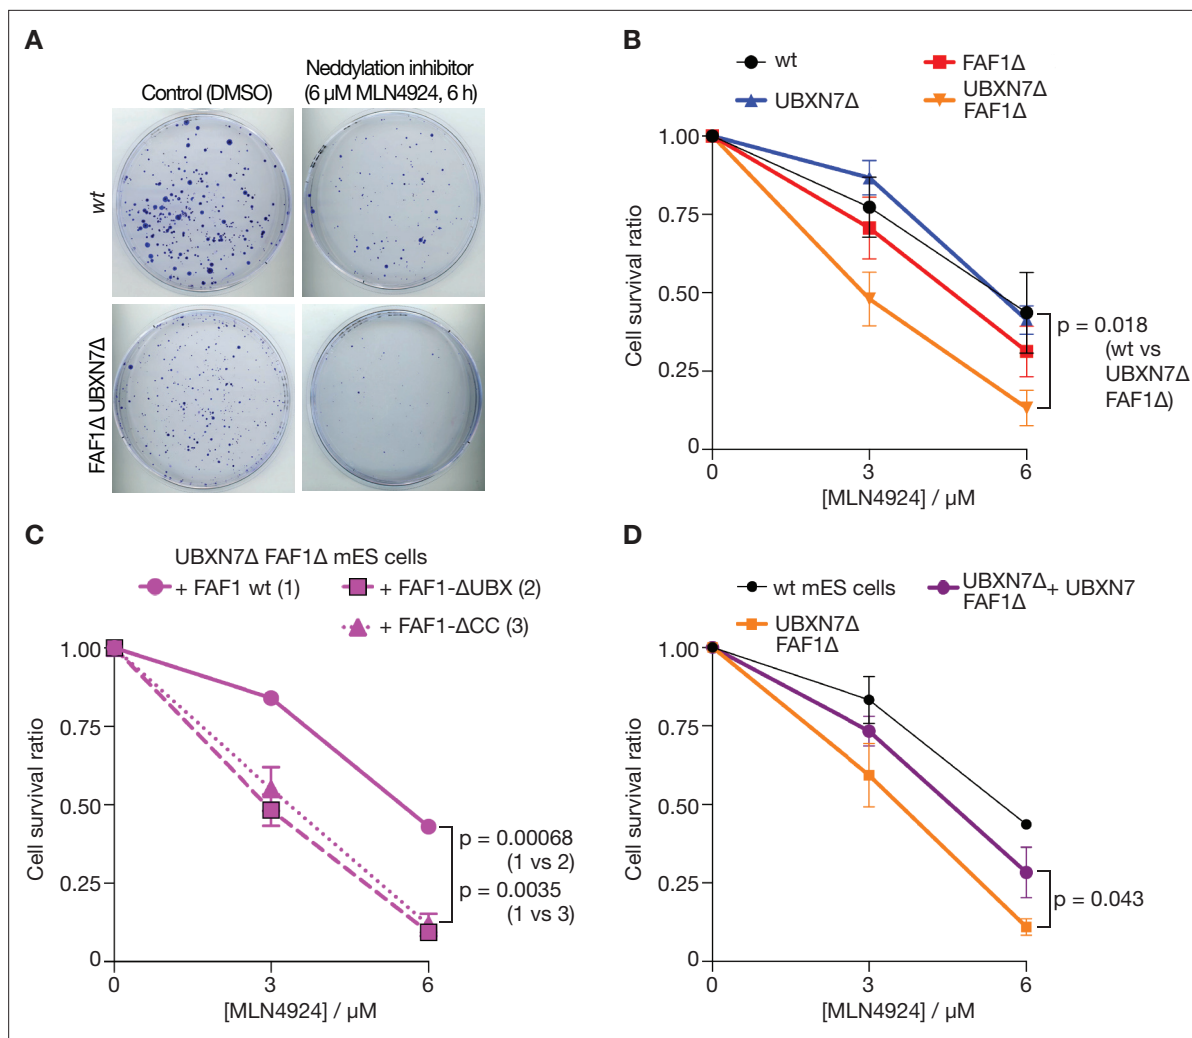 A
Control (DMSO)
Neddylation inhibitor
(6 µM MLN4924, 6 h)
wt
FAF1Δ UBXN7Δ
B
wt
FAF1Δ
UBXN7Δ
UBXN7Δ
FAF1Δ
Cell survival ratio
1.00
0.75
0.50
0.25
0
0
3
6
[MLN4924] / µM
p = 0.018
(wt vs
UBXN7Δ
FAF1Δ)
C
UBXN7Δ FAF1Δ mES cells
+ FAF1 wt (1)
+ FAF1-ΔUBX (2)
+ FAF1-ΔCC (3)
Cell survival ratio
1.00
0.75
0.50
0.25
0
0
3
6
[MLN4924] / µM
p = 0.00068
(1 vs 2)
p = 0.0035
(1 vs 3)
D
wt mES cells
UBXN7Δ
FAF1Δ
+ UBXN7
UBXN7Δ
FAF1Δ
Cell survival ratio
1.00
0.75
0.50
0.25
0
0
3
6
[MLN4924] / µM
p = 0.043